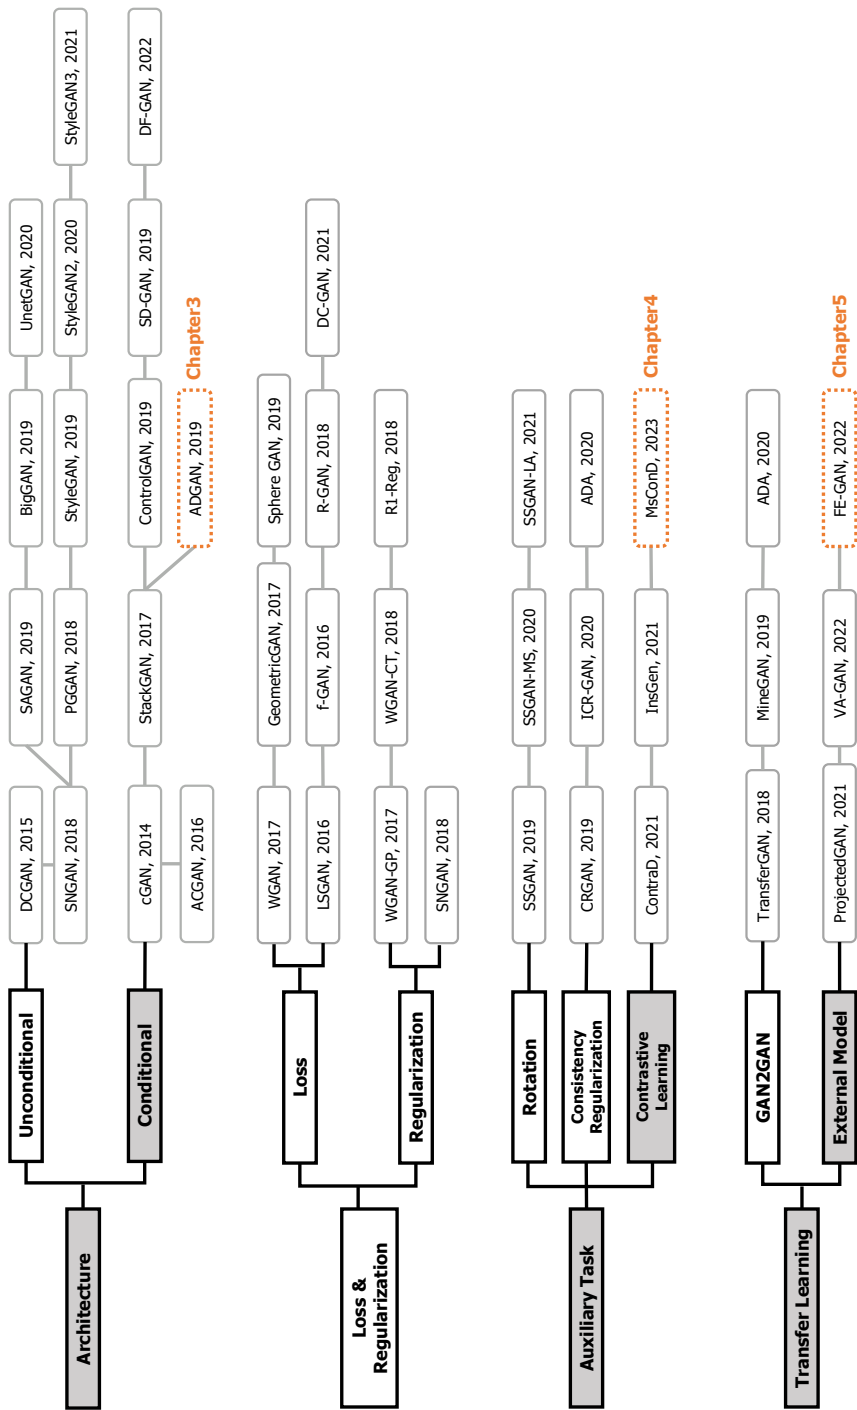 Architecture
Unconditional
DCGAN, 2015
SAGAN, 2019
BigGAN, 2019
UnetGAN, 2020
SNGAN, 2018
PGGAN, 2018
StyleGAN, 2019
StyleGAN2, 2020
StyleGAN3, 2021
Conditional
cGAN, 2014
StackGAN, 2017
ControlGAN, 2019
SD-GAN, 2019
DF-GAN, 2022
ACGAN, 2016
ADGAN, 2019
Chapter3
Loss &
Regularization
Loss
WGAN, 2017
GeometricGAN, 2017
Sphere GAN, 2019
LSGAN, 2016
f-GAN, 2016
R-GAN, 2018
DC-GAN, 2021
Regularization
WGAN-GP, 2017
WGAN-CT, 2018
R1-Reg, 2018
SNGAN, 2018
Auxiliary Task
Rotation
SSGAN, 2019
SSGAN-MS, 2020
SSGAN-LA, 2021
Consistency
Regularization
CRGAN, 2019
ICR-GAN, 2020
ADA, 2020
Contrastive
Learning
ContraD, 2021
InsGen, 2021
MsConD, 2023
Chapter4
Transfer Learning
GAN2GAN
TransferGAN, 2018
MineGAN, 2019
ADA, 2020
External Model
ProjectedGAN, 2021
VA-GAN, 2022
FE-GAN, 2022
Chapter5